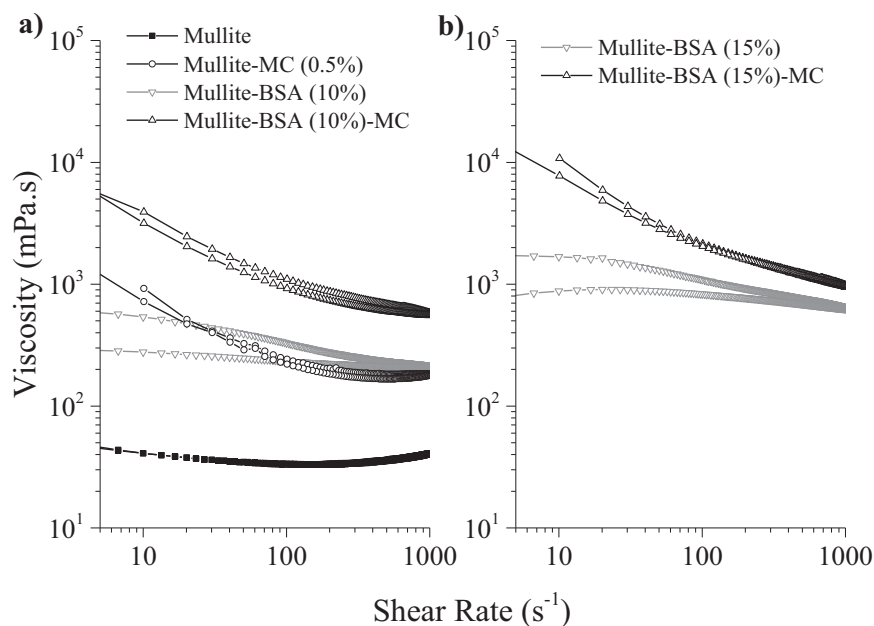 a)
Mullite
Mullite-MC (0.5%)
Mullite-BSA (10%)
Mullite-BSA (10%)-MC
b)
Mullite-BSA (15%)
Mullite-BSA (15%)-MC
Viscosity (mPa.s)
10^5
10^4
10^3
10^2
10^1
10 100 1000
10^5
10^4
10^3
10^2
10^1
10 100 1000
Shear Rate (s^-1)